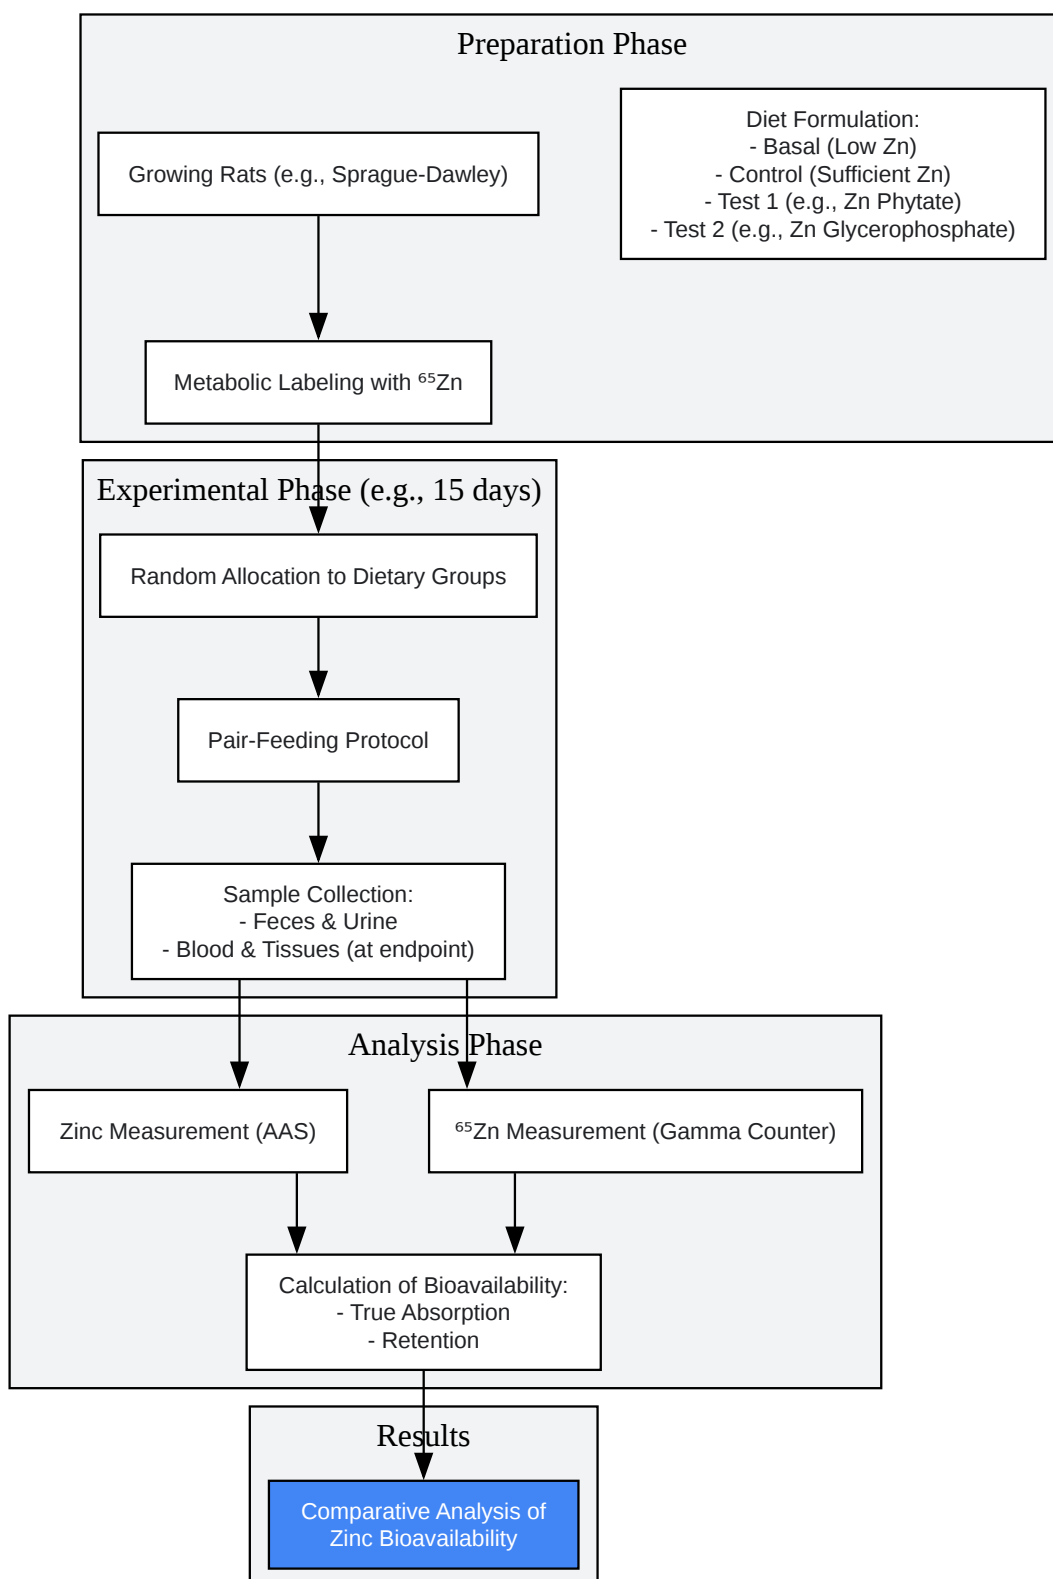 Preparation Phase
Growing Rats (e.g., Sprague-Dawley)
Diet Formulation:
- Basal (Low Zn)
- Control (Sufficient Zn)
- Test 1 (e.g., Zn Phytate)
- Test 2 (e.g., Zn Glycerophosphate)
Metabolic Labeling with ⁶⁵Zn
Experimental Phase (e.g., 15 days)
Random Allocation to Dietary Groups
Pair-Feeding Protocol
Sample Collection:
- Feces & Urine
- Blood & Tissues (at endpoint)
Analysis Phase
Zinc Measurement (AAS)
⁶⁵Zn Measurement (Gamma Counter)
Calculation of Bioavailability:
- True Absorption
- Retention
Results
Comparative Analysis of
Zinc Bioavailability